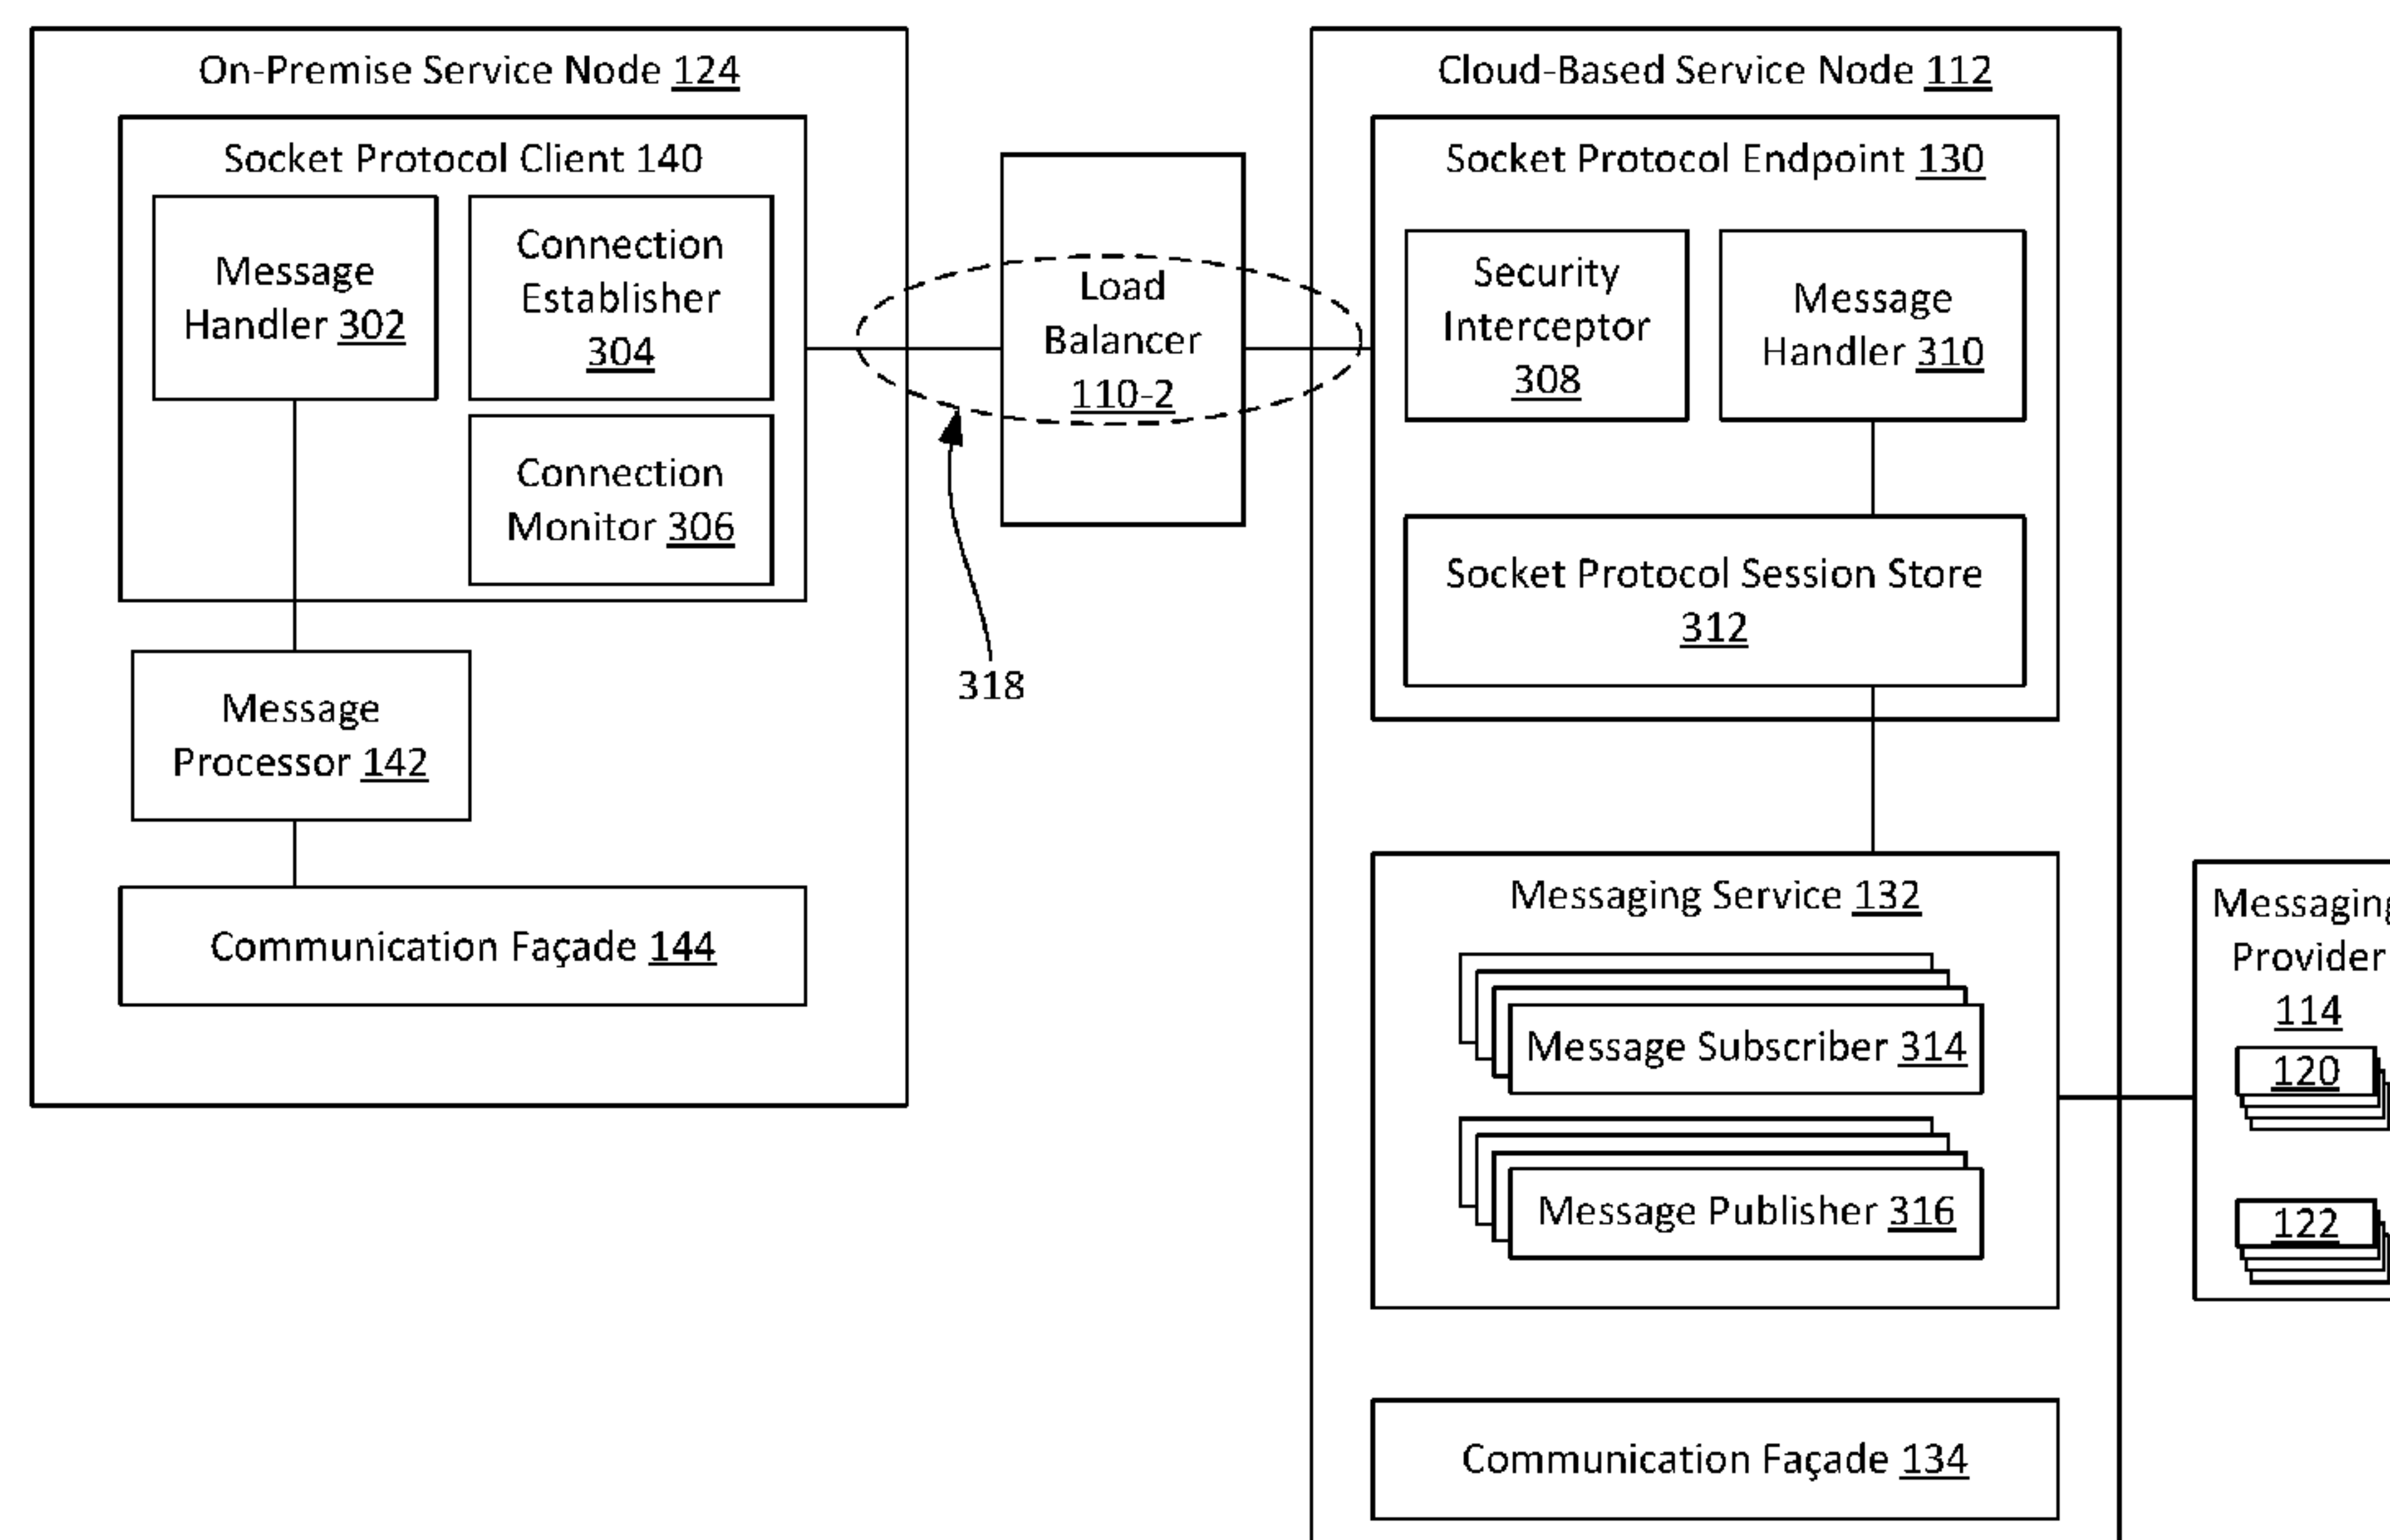 On-Premise Service Node 124
Socket Protocol Client 140
Message
Handler 302
Connection
Establisher
304
Connection
Monitor 306
Message
Processor 142
Communication Façade 144
Load
Balancer
110-2
318
Cloud-Based Service Node 112
Socket Protocol Endpoint 130
Security
Interceptor
308
Message
Handler 310
Socket Protocol Session Store
312
Messaging Service 132
Message Subscriber 314
Message Publisher 316
Communication Façade 134
Messaging
Provider
114
120
122